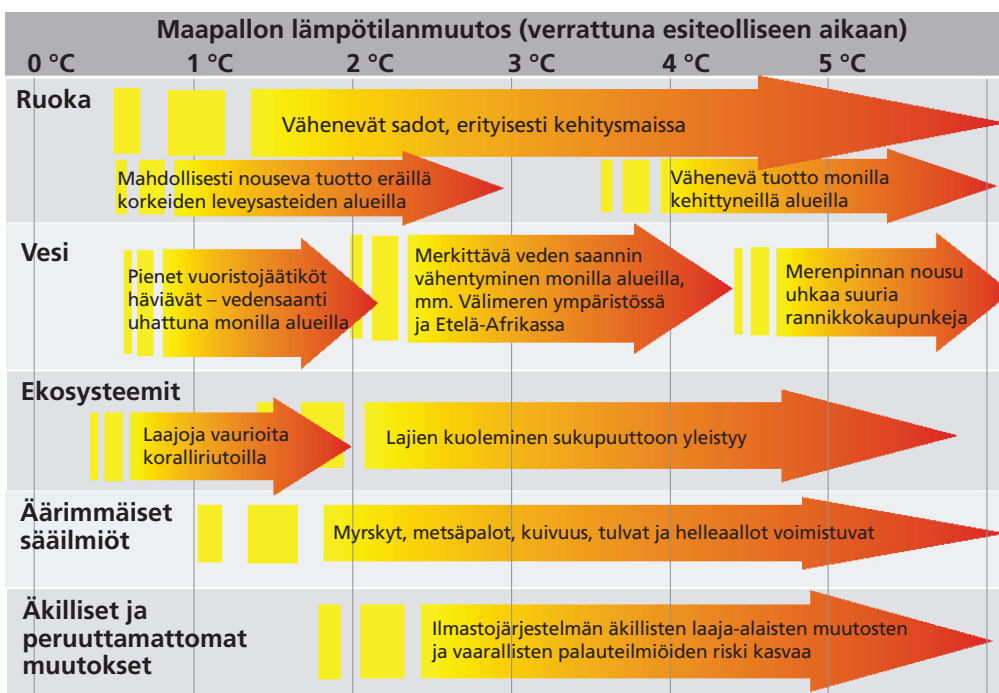 Maapallon lämpötilanmuutos (verrattuna esiteolliseen aikaan)
0 °C 1 °C 2 °C 3 °C 4 °C 5 °C
Ruoka
Vähenevät sadot, erityisesti kehitysmaissa
Mahdollisesti nouseva tuotto eräillä
korkeiden leveysasteiden alueilla
Vähenevä tuotto monilla
kehittyneillä alueilla
Vesi
Pienet vuoristojäätiköt
häviävät – vedensaanti
uhattuna monilla alueilla
Merkittävä veden saannin
vähentyminen monilla alueilla,
mm. Välimeren ympäristössä
ja Etelä-Afrikassa
Merenpinnan nousu
uhkaa suuria
rannikkokaupunkeja
Ekosysteemit
Laajoja vaurioita
koralliriutoilla
Lajien kuoleminen sukupuuttoon yleistyy
Äärimmäiset
sääilmiöt
Myrskyt, metsäpalot, kuivuus, tulvat ja helleaallot voimistuvat
Äkilliset ja
peruuttamattomat
muutokset
Ilmastojärjestelmän äkillisten laaja-alaisten muutosten
ja vaarallisten palauteilmiöiden riski kasvaa